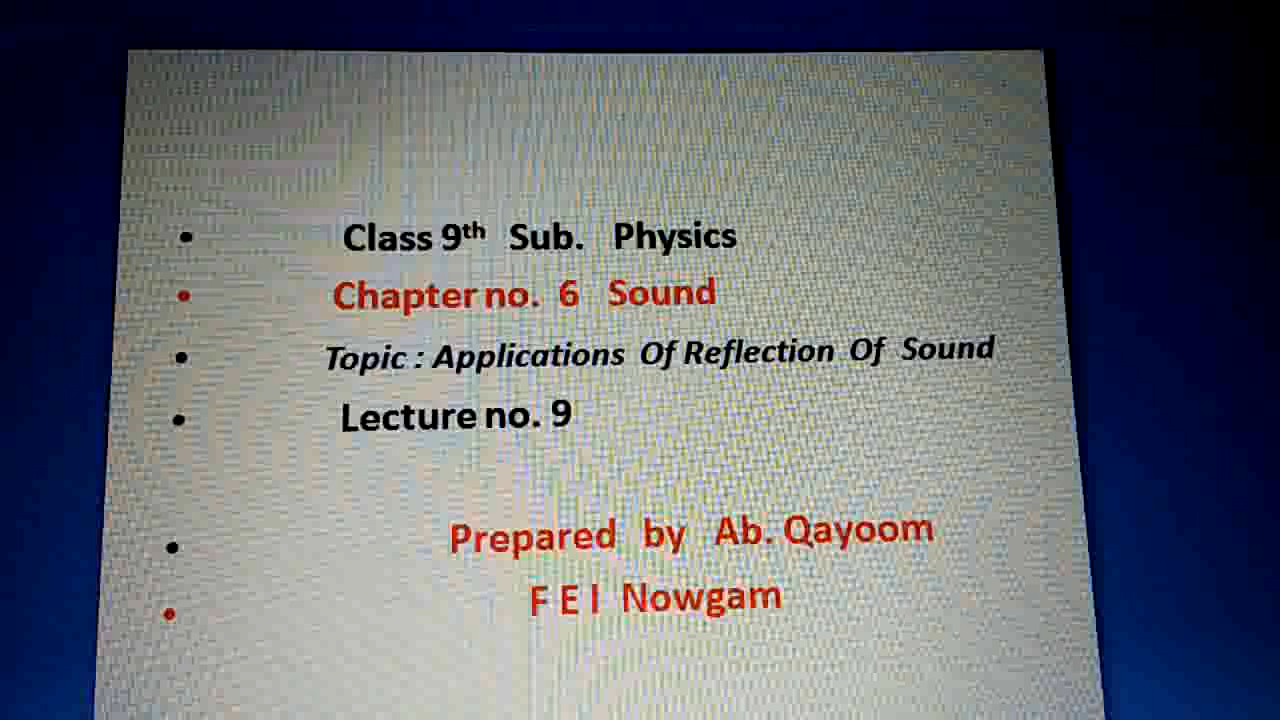 Class 9th Sub. Physics
Chapter no. 6 Sound
Topic : Applications Of Reflection Of Sound
Lecture no. 9
Prepared by Ab. Qayoom
F E I Nowgam